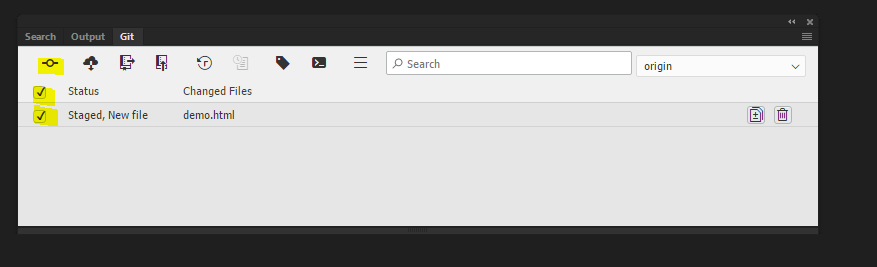 Search Output Git
Search origin
Status Changed Files
Staged, New file demo.html